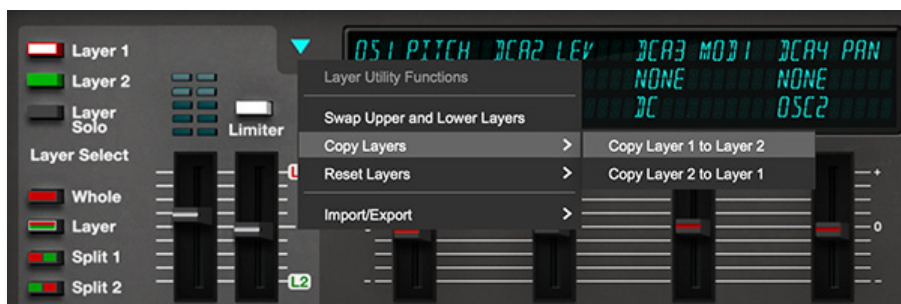 Layer 1
Layer 2
Layer
Solo
Limiter
Layer Select
Whole
Layer
Split 1
Split 2
L2
Layer Utility Functions
Swap Upper and Lower Layers
Copy Layers >
Reset Layers >
Import/Export >
Copy Layer 1 to Layer 2
Copy Layer 2 to Layer 1
OS1 PITCH DCA2 LEV DCA3 MOD1 DCA4 PAN
NONE NONE
DC OSC2
+
0
-